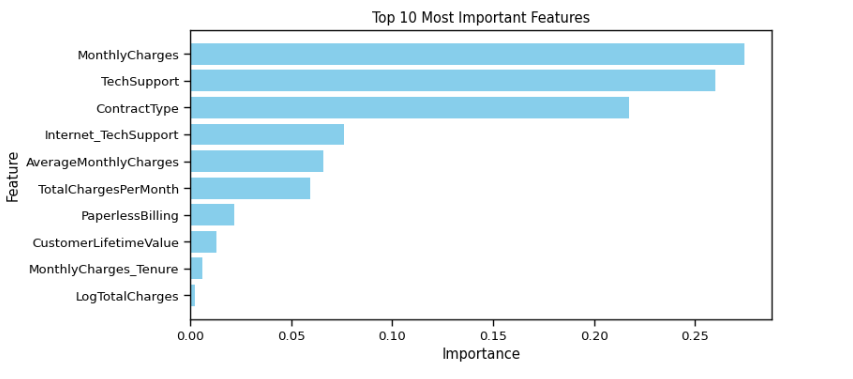 Top 10 Most Important Features
Feature
MonthlyCharges
TechSupport
ContractType
Internet_TechSupport
AverageMonthlyCharges
TotalChargesPerMonth
PaperlessBilling
CustomerLifetimeValue
MonthlyCharges_Tenure
LogTotalCharges
0.00 0.05 0.10 0.15 0.20 0.25
Importance